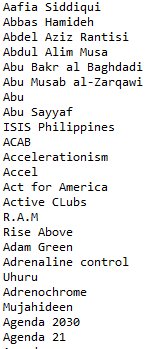 Aafia Siddiqui
Abbas Hamideh
Abdel Aziz Rantisi
Abdul Alim Musa
Abu Bakr al Baghdadi
Abu Musab al-Zarqawi
Abu
Abu Sayyaf
ISIS Philippines
ACAB
Accelerationism
Accel
Act for America
Active CLubs
R.A.M
Rise Above
Adam Green
Adrenaline control
Uhuru
Adrenochrome
Mujahideen
Agenda 2030
Agenda 21